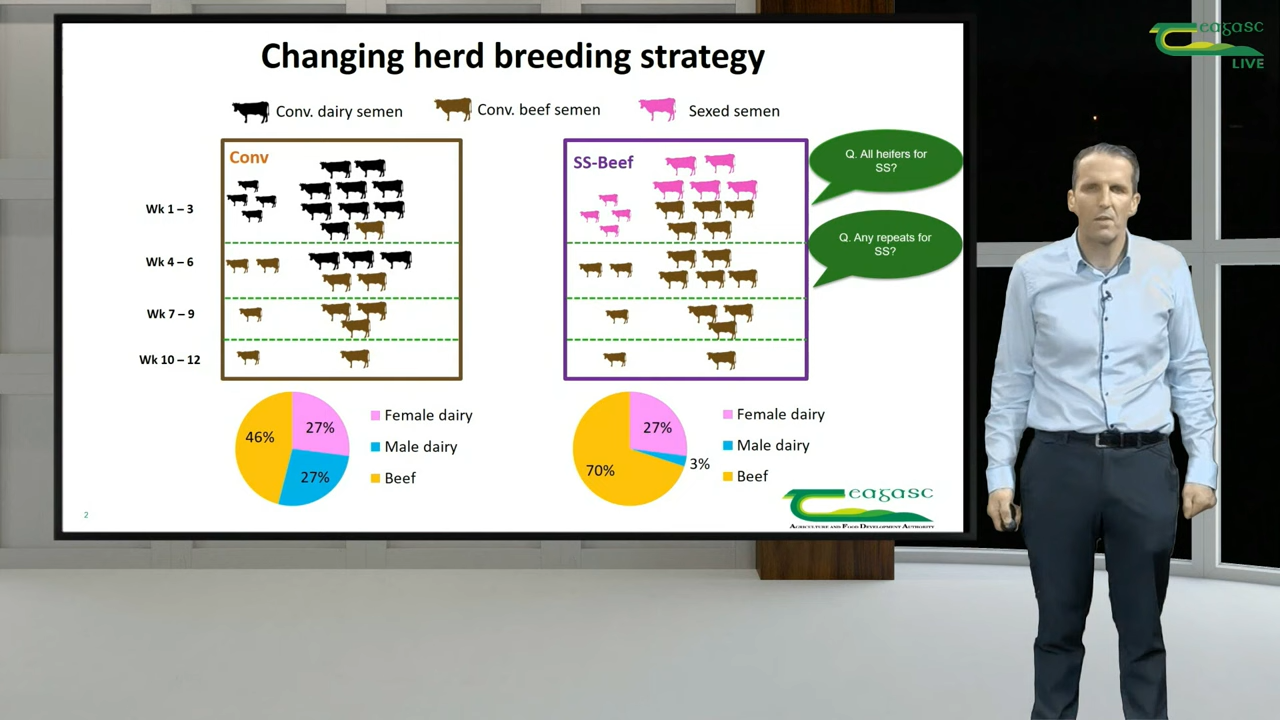 Changing herd breeding strategy
Conv. dairy semen
Conv. beef semen
Sexed semen
Conv
SS-Beef
Q. All heifers for
SS?
Q. Any repeats for
SS?
Wk 1 – 3
Wk 4 – 6
Wk 7 – 9
Wk 10 – 12
46%
27%
27%
Female dairy
Male dairy
Beef
70%
27%
3%
Female dairy
Male dairy
Beef
2
teagasc
AGRICULTURE AND FOOD DEVELOPMENT AUTHORITY
teagasc
LIVE